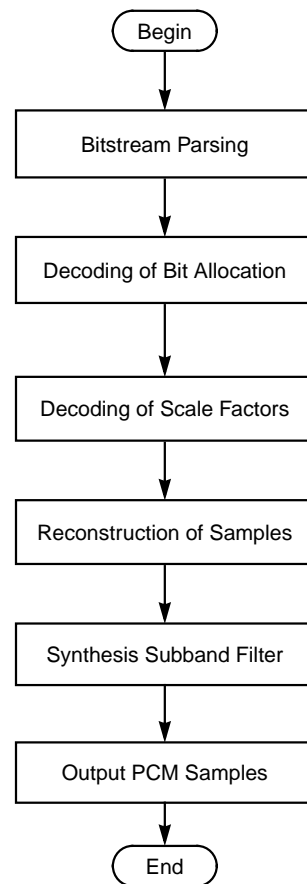 Begin
Bitstream Parsing
Decoding of Bit Allocation
Decoding of Scale Factors
Reconstruction of Samples
Synthesis Subband Filter
Output PCM Samples
End